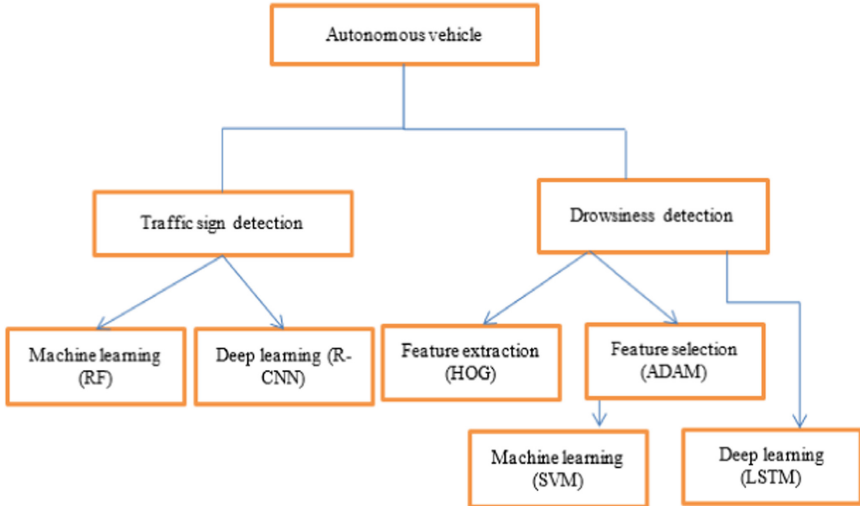 Autonomous vehicle
Traffic sign detection
Drowsiness detection
Machine learning
(RF)
Deep learning (R-
CNN)
Feature extraction
(HOG)
Feature selection
(ADAM)
Machine learning
(SVM)
Deep learning
(LSTM)